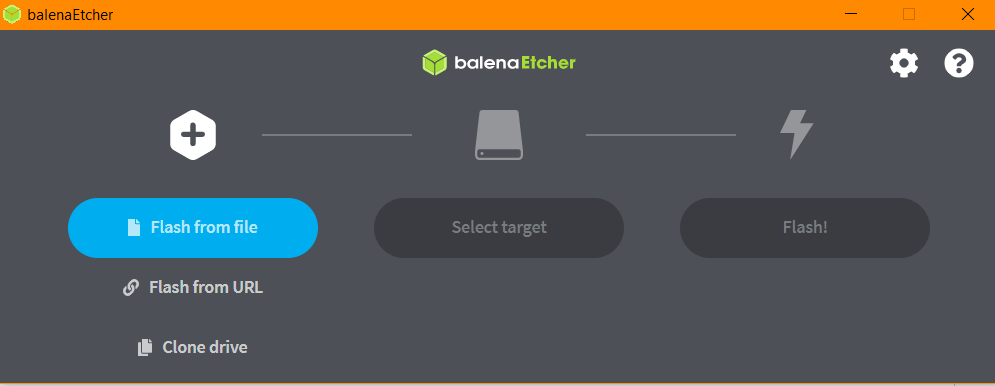 balenaEtcher
balenaEtcher
Flash from file
Select target
Flash!
Flash from URL
Clone drive